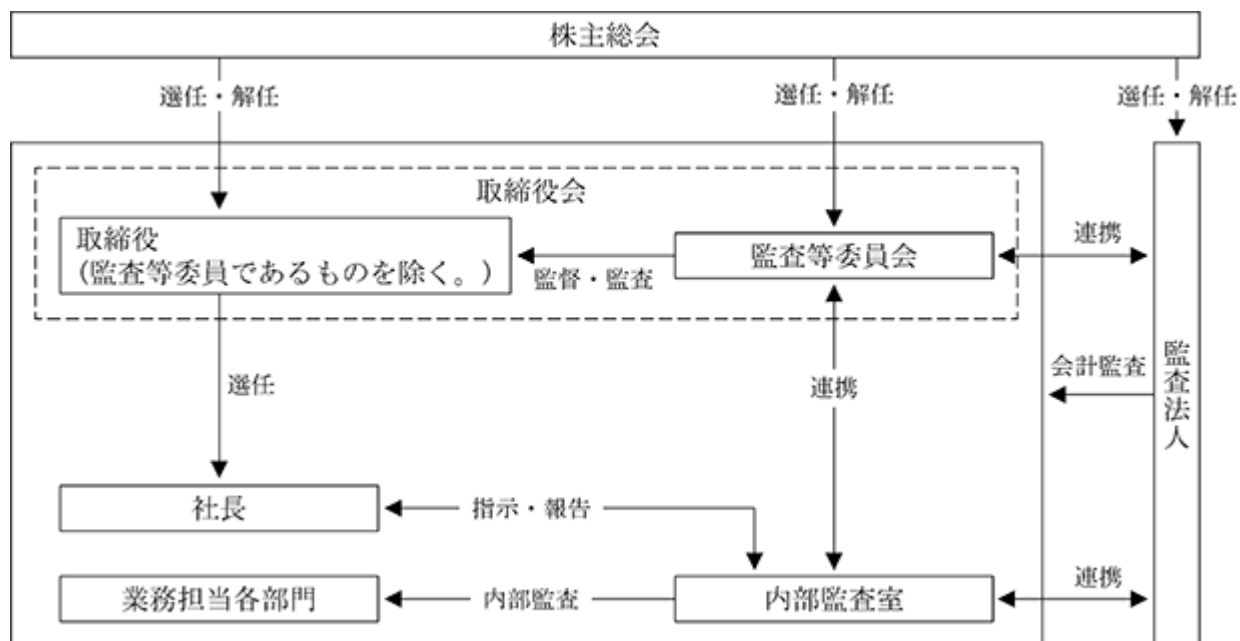 株主総会
選任・解任
選任・解任
選任・解任
取締役会
取締役
（監査等委員であるものを除く。）
監督・監査
監査等委員会
連携
会計監査
監査法人
選任
連携
社長
指示・報告
業務担当各部門
内部監査
内部監査室
連携